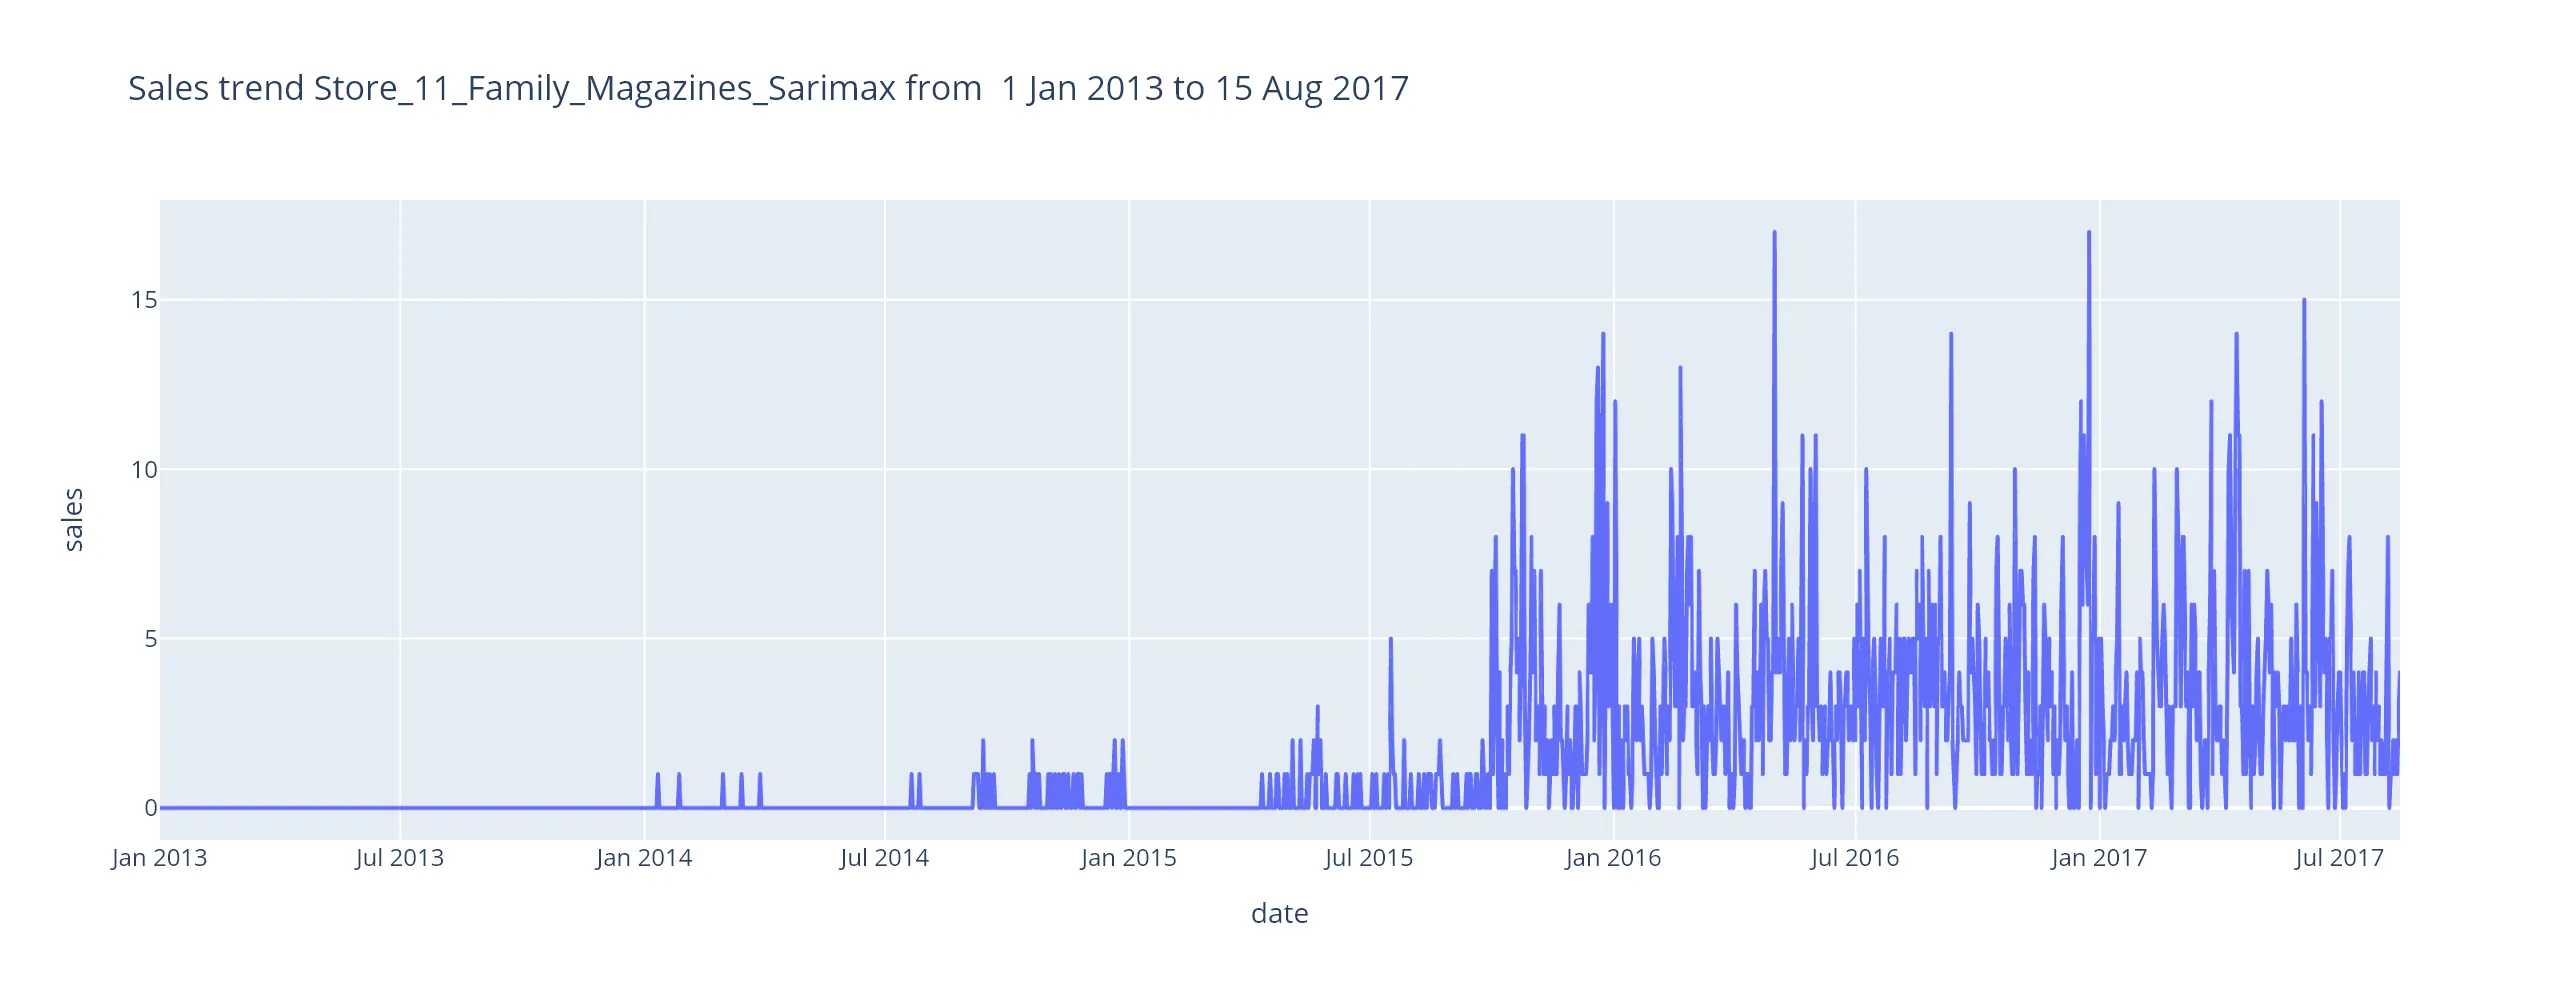 Sales trend Store_11_Family_Magazines_Sarimax from  1 Jan 2013 to 15 Aug 2017
15
10
5
0
sales
Jan 2013
Jul 2013
Jan 2014
Jul 2014
Jan 2015
Jul 2015
Jan 2016
Jul 2016
Jan 2017
Jul 2017
date